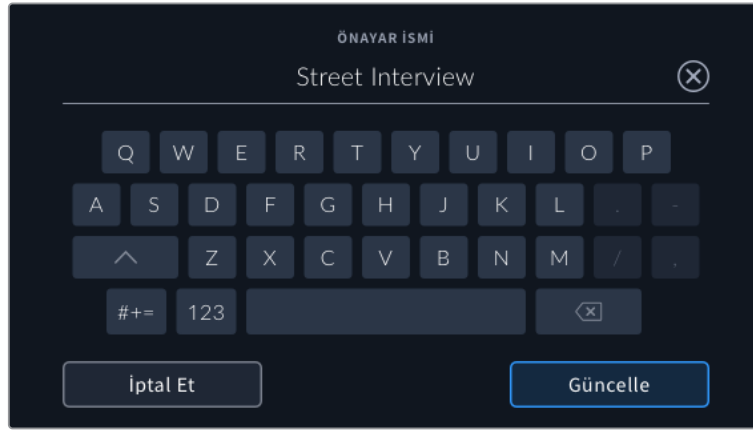 ÖNAYAR İSMİ
Street Interview
Q W E R T Y U I O P
A S D F G H J K L . -
Z X C V B N M / ,
#+= 123
İptal Et Güncelle